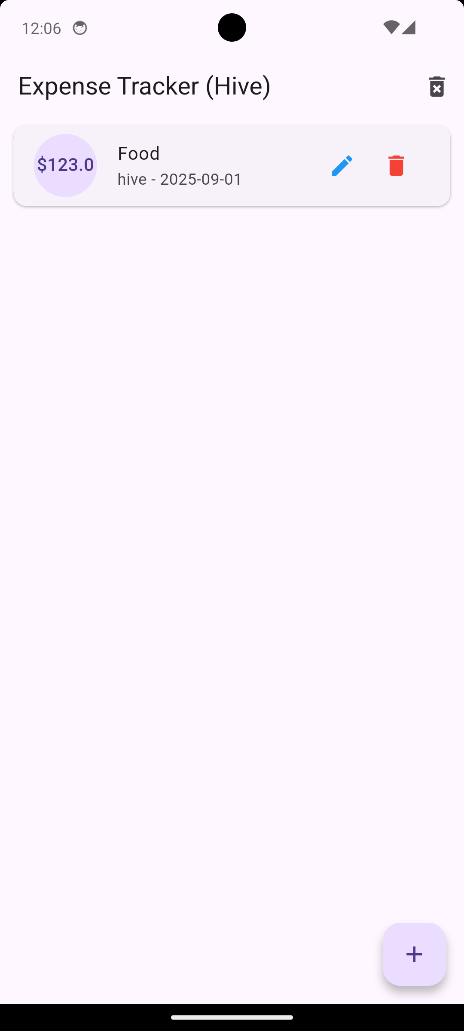 12:06
Expense Tracker (Hive)
$123.0
Food
hive - 2025-09-01
+